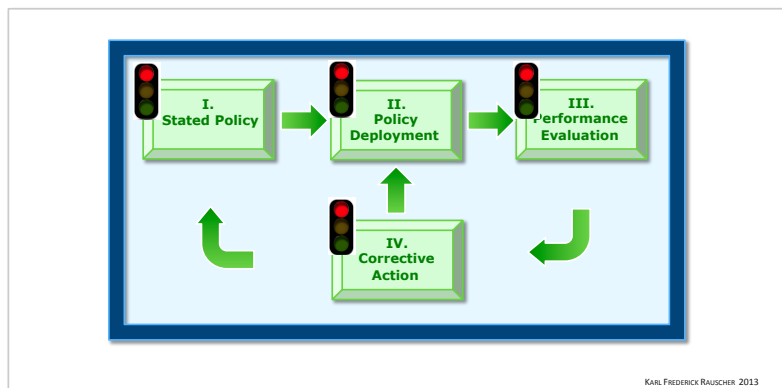 I.
Stated Policy
II.
Policy
Deployment
III.
Performance
Evaluation
IV.
Corrective
Action
KARL FREDERICK RAUSCHER 2013